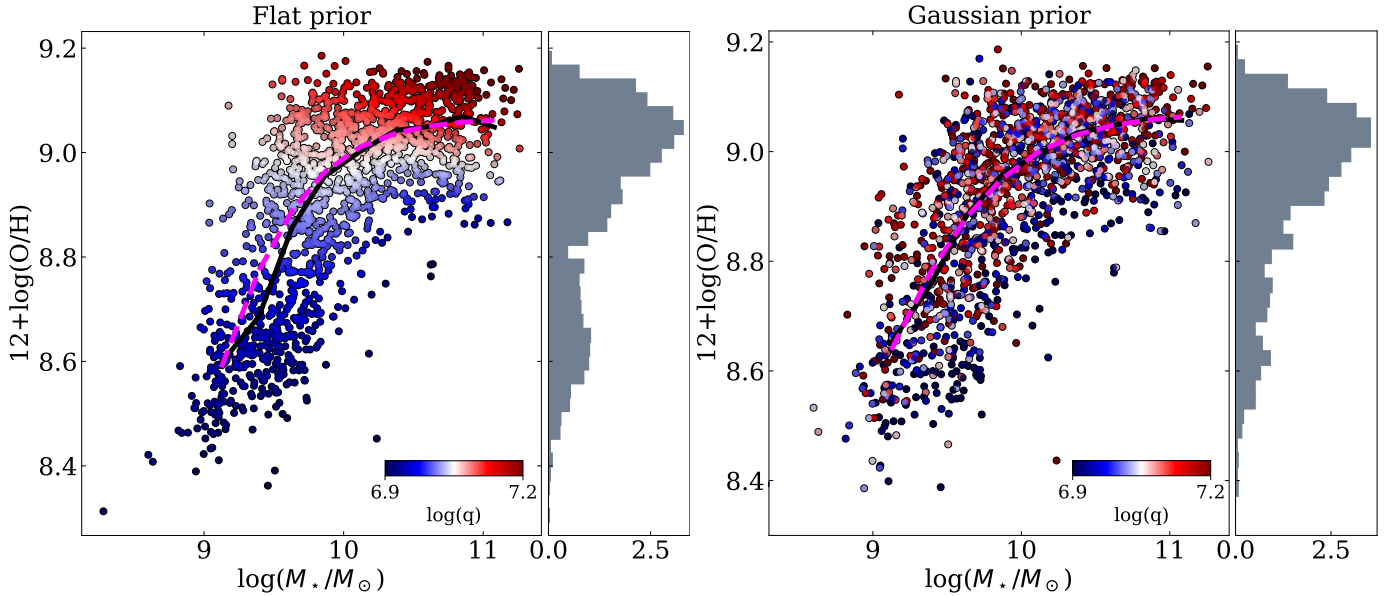 Flat prior
9.2
9.0
8.8
8.6
8.4
12+log(O/H)
6.9 7.2
log(q)
9 10 11 0.0 2.5
log(M⋆/M⊙)
Gaussian prior
9.2
9.0
8.8
8.6
8.4
12+log(O/H)
6.9 7.2
log(q)
9 10 11 0.0 2.5
log(M⋆/M⊙)